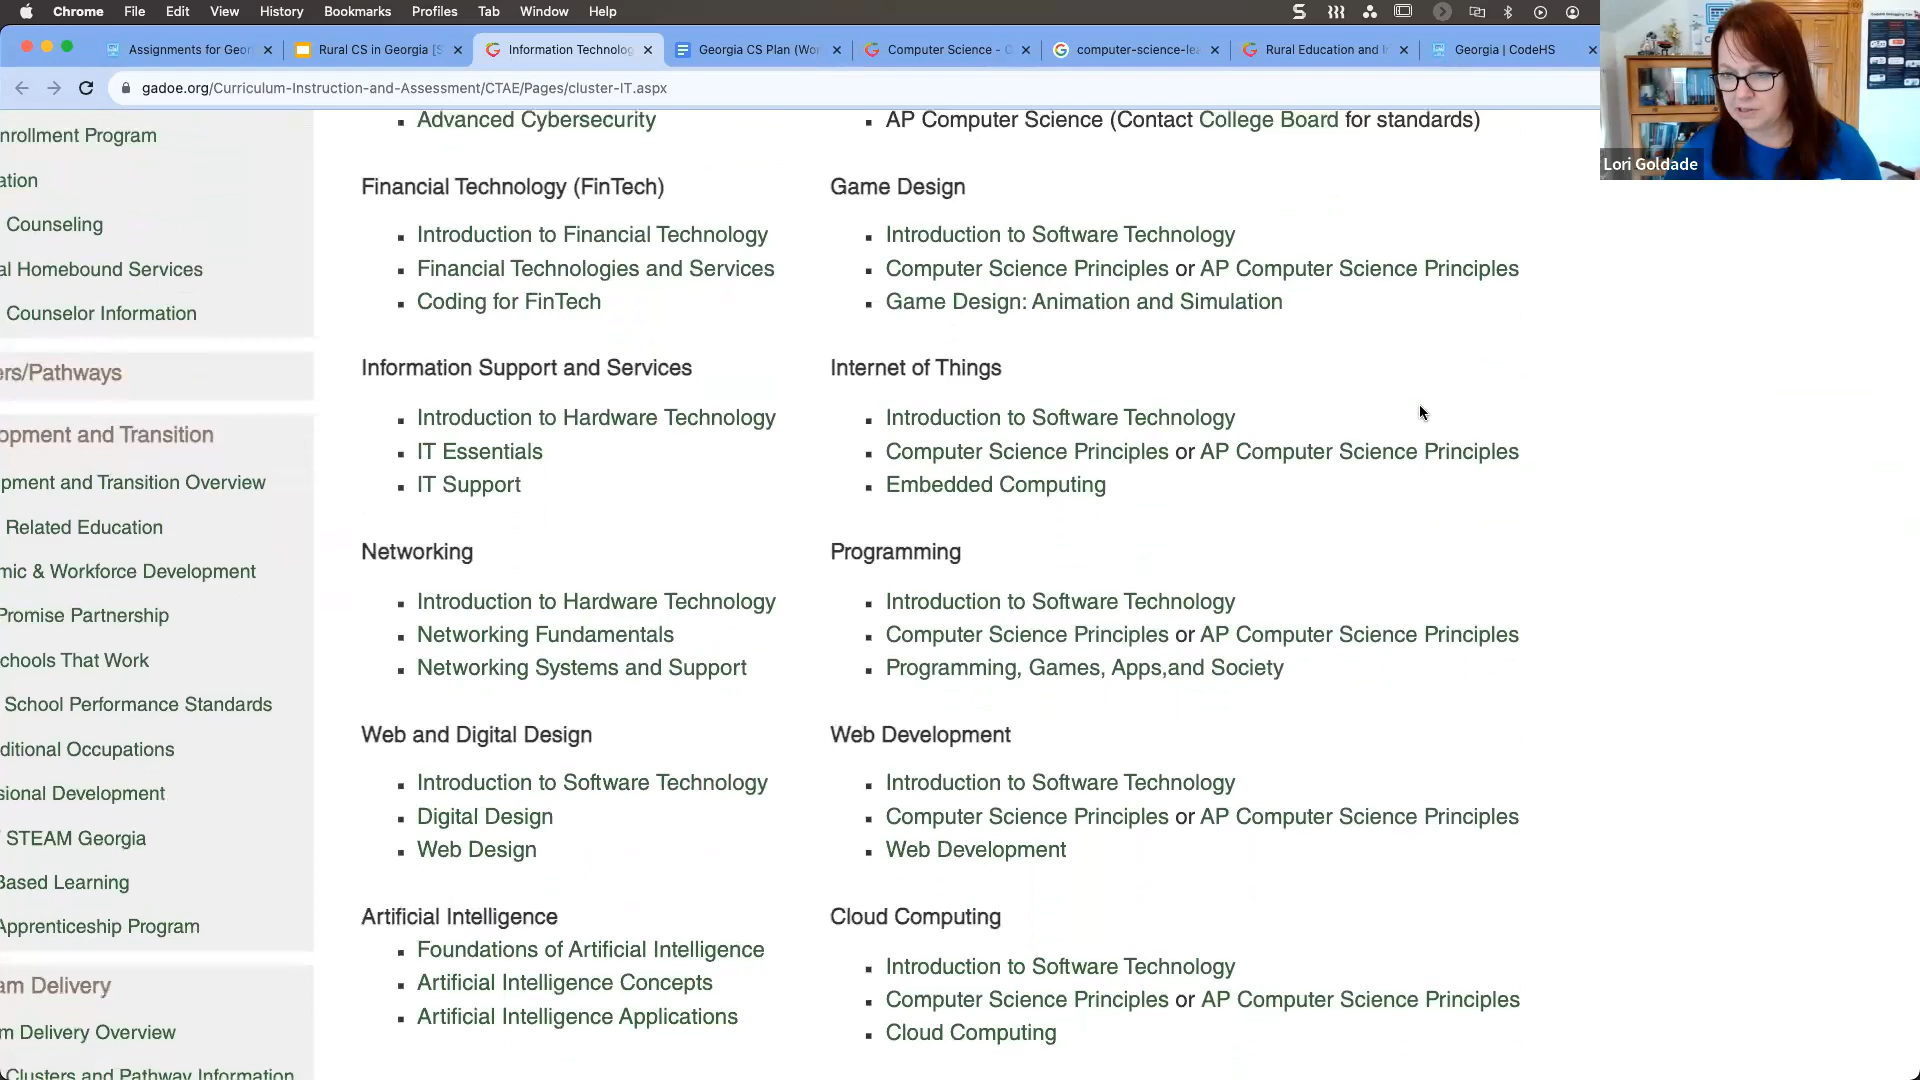 Chrome File Edit View History Bookmarks Profiles Tab Window Help
Assignments for Geor
Rural CS in Georgia [S
Information Technolog
Georgia CS Plan (Wor
Computer Science - G
computer-science-lea
Rural Education and I
Georgia | CodeHS
gadoe.org/Curriculum-Instruction-and-Assessment/CTAE/Pages/cluster-IT.aspx
Lori Goldade
nrollment Program
ation
Counseling
al Homebound Services
Counselor Information
ers/Pathways
opment and Transition
pment and Transition Overview
Related Education
mic & Workforce Development
Promise Partnership
chools That Work
School Performance Standards
ditional Occupations
sional Development
STEAM Georgia
Based Learning
Apprenticeship Program
am Delivery
m Delivery Overview
Clusters and Pathway Information
Advanced Cybersecurity
AP Computer Science (Contact College Board for standards)
Financial Technology (FinTech)
Introduction to Financial Technology
Financial Technologies and Services
Coding for FinTech
Game Design
Introduction to Software Technology
Computer Science Principles or AP Computer Science Principles
Game Design: Animation and Simulation
Information Support and Services
Introduction to Hardware Technology
IT Essentials
IT Support
Internet of Things
Introduction to Software Technology
Computer Science Principles or AP Computer Science Principles
Embedded Computing
Networking
Introduction to Hardware Technology
Networking Fundamentals
Networking Systems and Support
Programming
Introduction to Software Technology
Computer Science Principles or AP Computer Science Principles
Programming, Games, Apps,and Society
Web and Digital Design
Introduction to Software Technology
Digital Design
Web Design
Web Development
Introduction to Software Technology
Computer Science Principles or AP Computer Science Principles
Web Development
Artificial Intelligence
Foundations of Artificial Intelligence
Artificial Intelligence Concepts
Artificial Intelligence Applications
Cloud Computing
Introduction to Software Technology
Computer Science Principles or AP Computer Science Principles
Cloud Computing